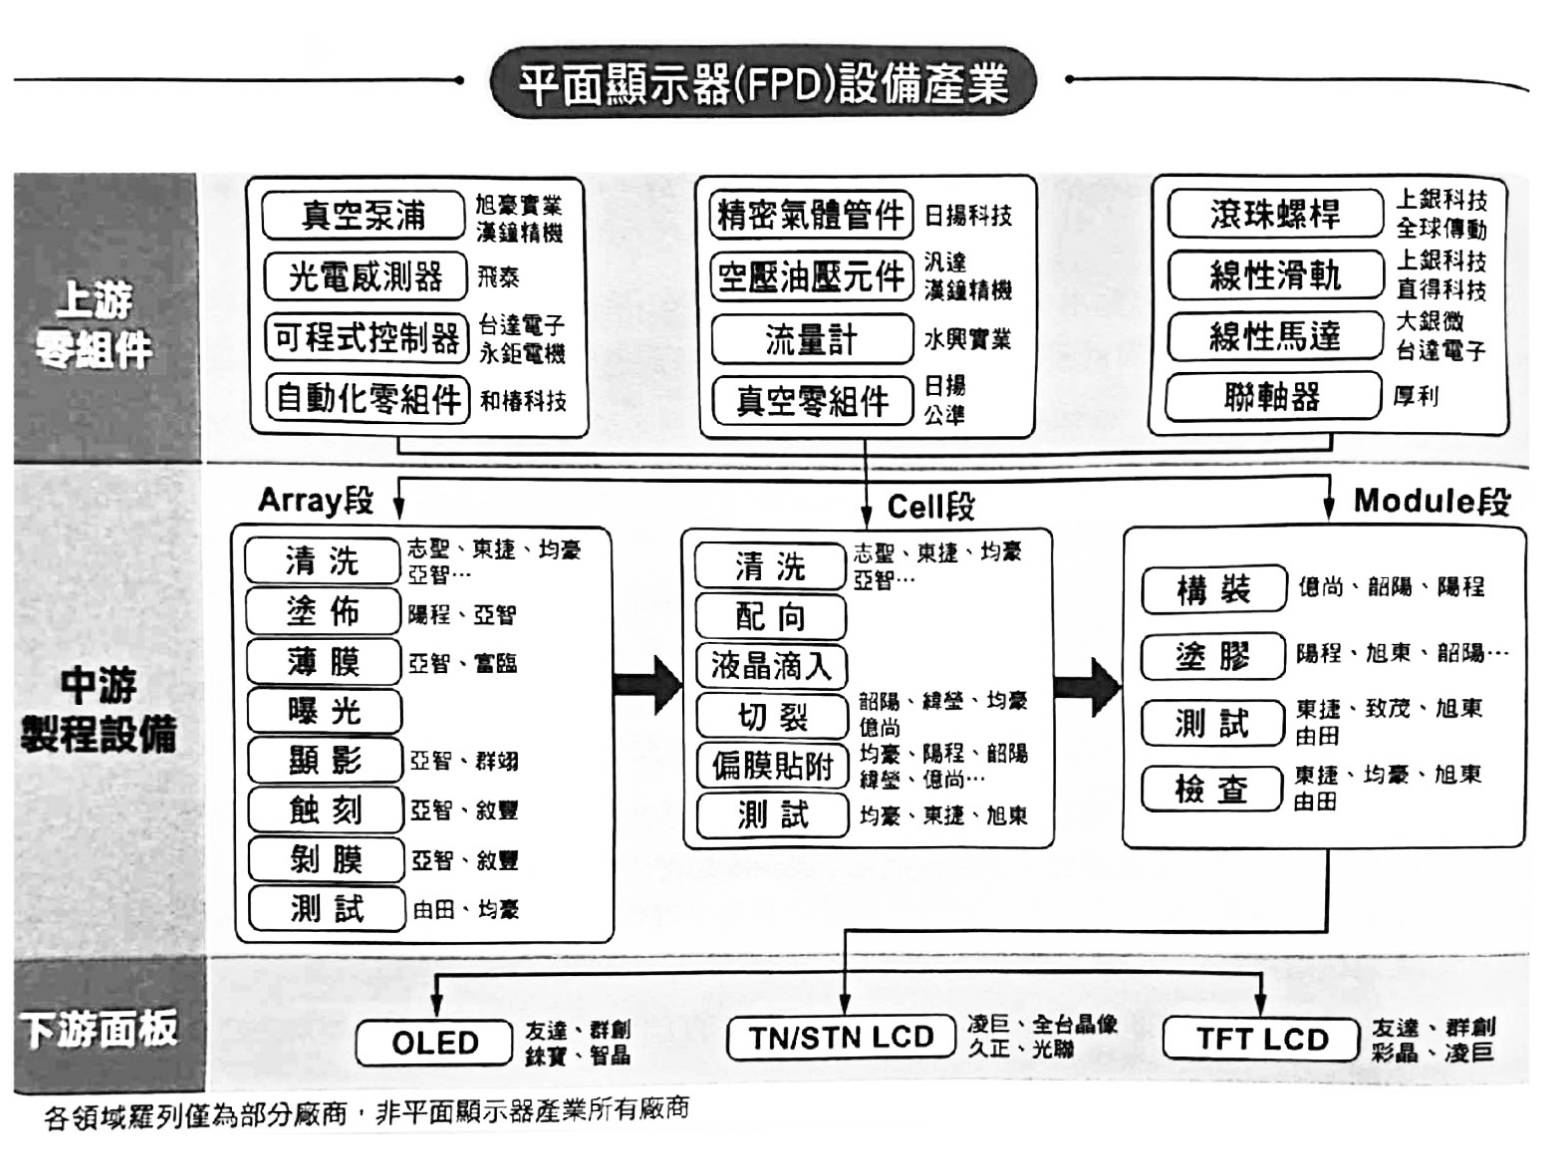 平面顯示器(FPD)設備產業
上游
零組件
真空泵浦
旭豪實業
漢鐘精機
光電感測器
飛泰
可程式控制器
台達電子
永鉅電機
自動化零組件
和椿科技
精密氣體管件
日揚科技
空壓油壓元件
汎達
漢鐘精機
流量計
水興實業
真空零組件
日揚
公準
滾珠螺桿
上銀科技
全球傳動
線性滑軌
上銀科技
直得科技
線性馬達
大銀微
台達電子
聯軸器
厚利
中游
製程設備
Array段
清洗
志聖、東捷、均豪
亞智…
塗佈
陽程、亞智
薄膜
亞智、富臨
曝光
顯影
亞智、群翊
蝕刻
亞智、敘豐
剝膜
亞智、敘豐
測試
由田、均豪
Cell段
清洗
志聖、東捷、均豪
亞智…
配向
液晶滴入
切裂
韶陽、緯瑩、均豪
億尚
偏膜貼附
均豪、陽程、韶陽
緯瑩、億尚…
測試
均豪、東捷、旭東
Module段
構裝
億尚、韶陽、陽程
塗膠
陽程、旭東、韶陽…
測試
東捷、致茂、旭東
由田
檢查
東捷、均豪、旭東
由田
下游面板
OLED
友達、群創
錸寶、智晶
TN/STN LCD
凌巨、全台晶像
久正、光聯
TFT LCD
友達、群創
彩晶、凌巨
各領域羅列僅為部分廠商，非平面顯示器產業所有廠商